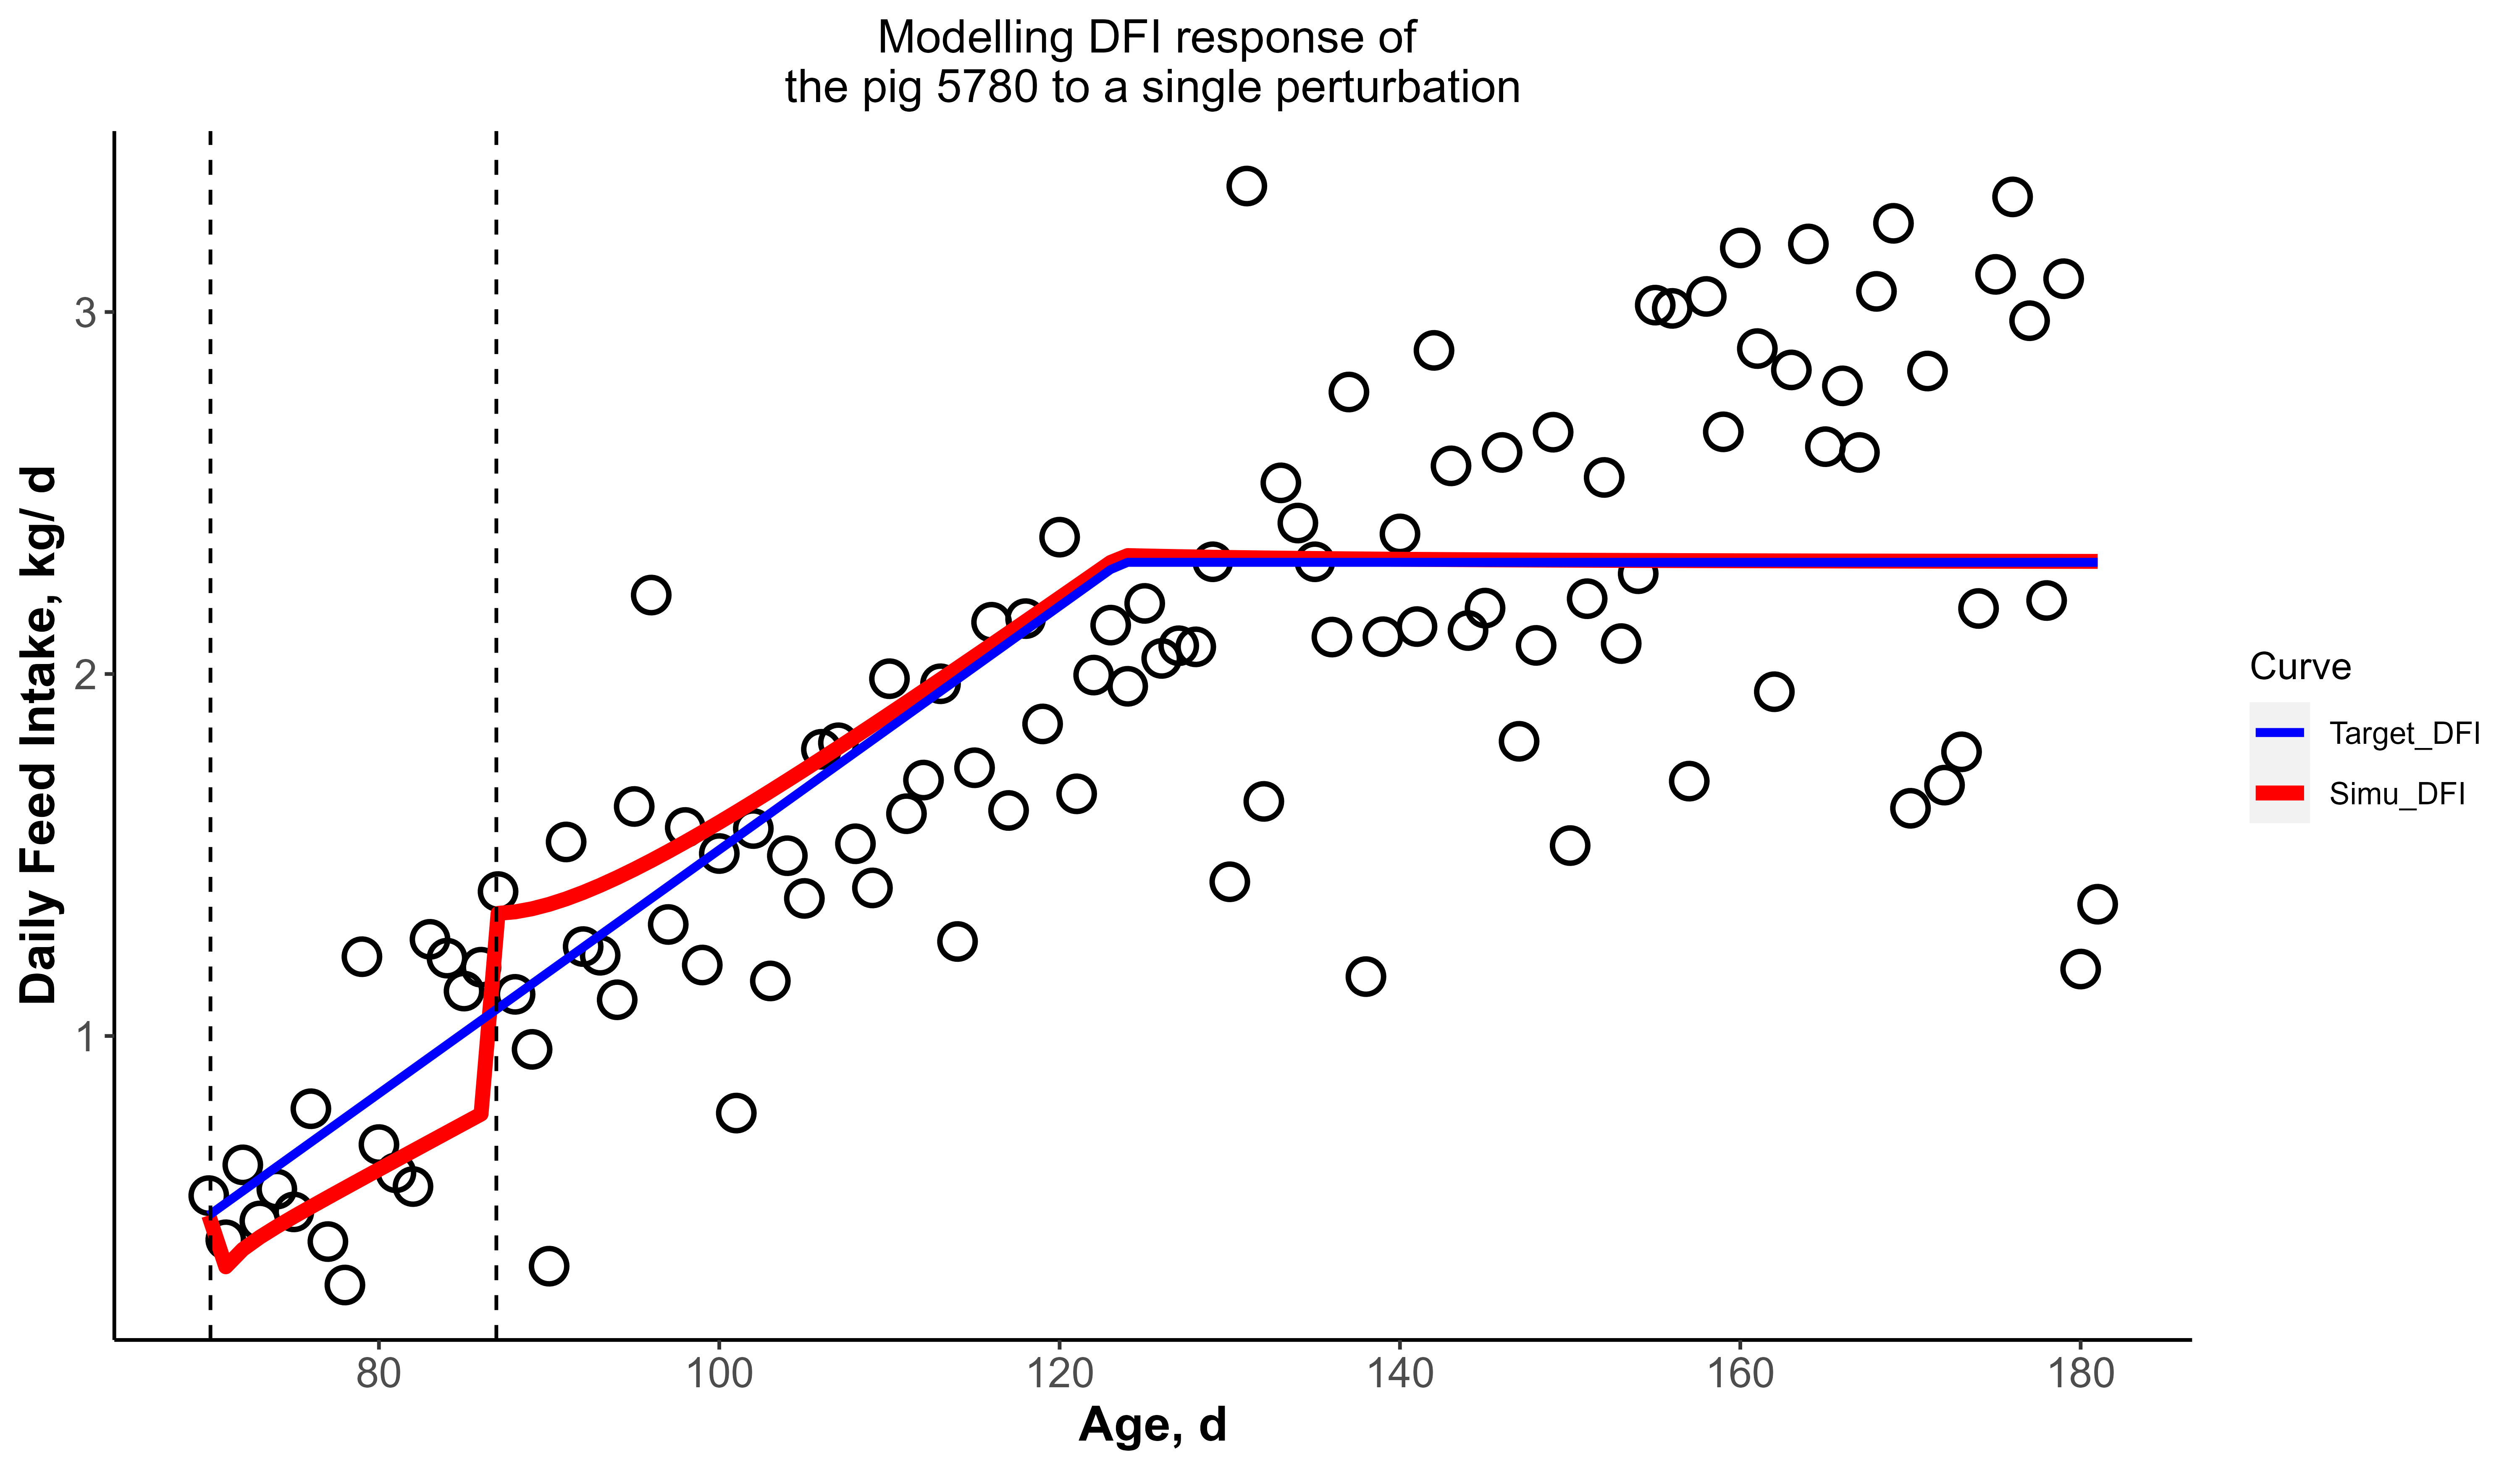 Modelling DFI response of
the pig 5780 to a single perturbation
Daily Feed Intake, kg/ d
3
2
1
80 100 120 140 160 180
Age, d
Curve
Target_DFI
Simu_DFI